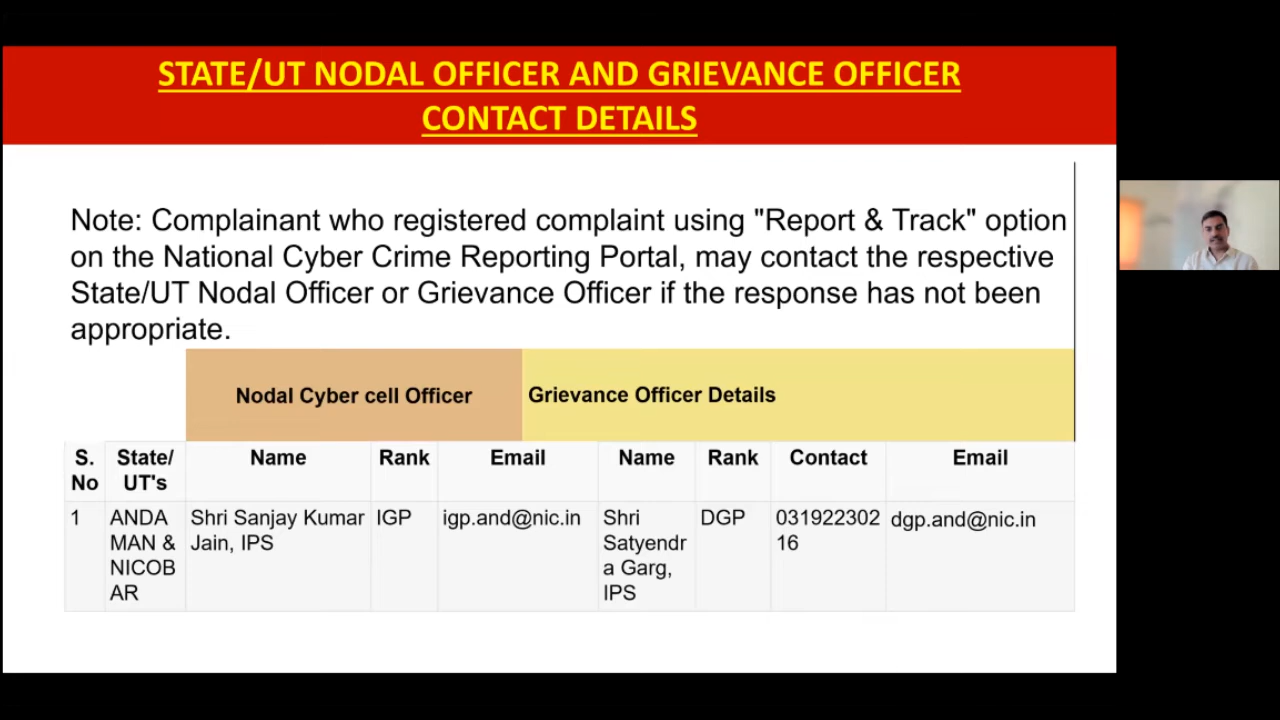 STATE/UT NODAL OFFICER AND GRIEVANCE OFFICER
CONTACT DETAILS
Note: Complainant who registered complaint using "Report & Track" option
on the National Cyber Crime Reporting Portal, may contact the respective
State/UT Nodal Officer or Grievance Officer if the response has not been
appropriate.
Nodal Cyber cell Officer Grievance Officer Details
S. State/ Name Rank Email Name Rank Contact Email
No UT's
1 ANDA Shri Sanjay Kumar IGP igp.and@nic.in Shri DGP 031922302 dgp.and@nic.in
MAN & Jain, IPS Satyendr 16
NICOB a Garg,
AR IPS